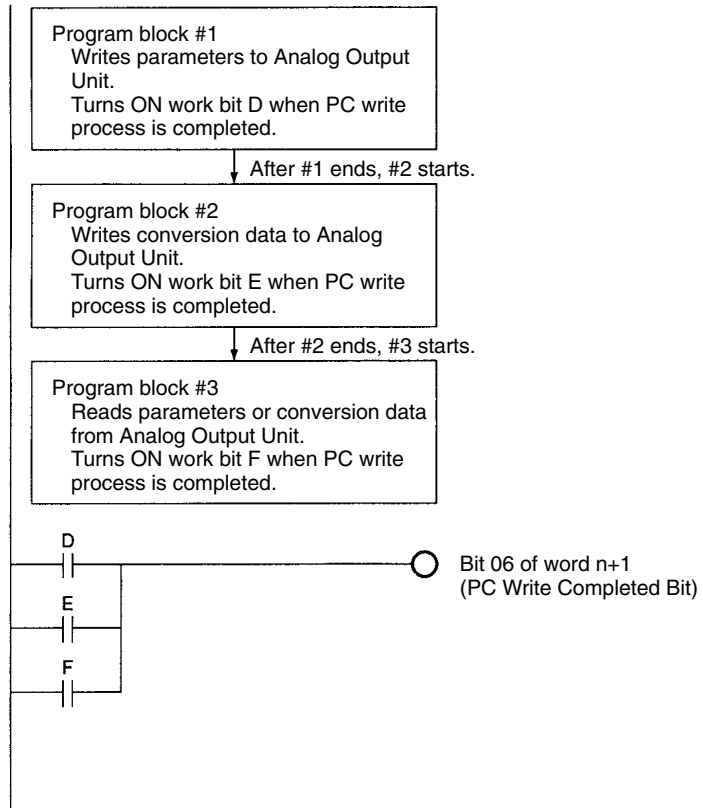 Program block #1
Writes parameters to Analog Output
Unit.
Turns ON work bit D when PC write
process is completed.
After #1 ends, #2 starts.
Program block #2
Writes conversion data to Analog
Output Unit.
Turns ON work bit E when PC write
process is completed.
After #2 ends, #3 starts.
Program block #3
Reads parameters or conversion data
from Analog Output Unit.
Turns ON work bit F when PC write
process is completed.
D
Bit 06 of word n+1
(PC Write Completed Bit)
E
F